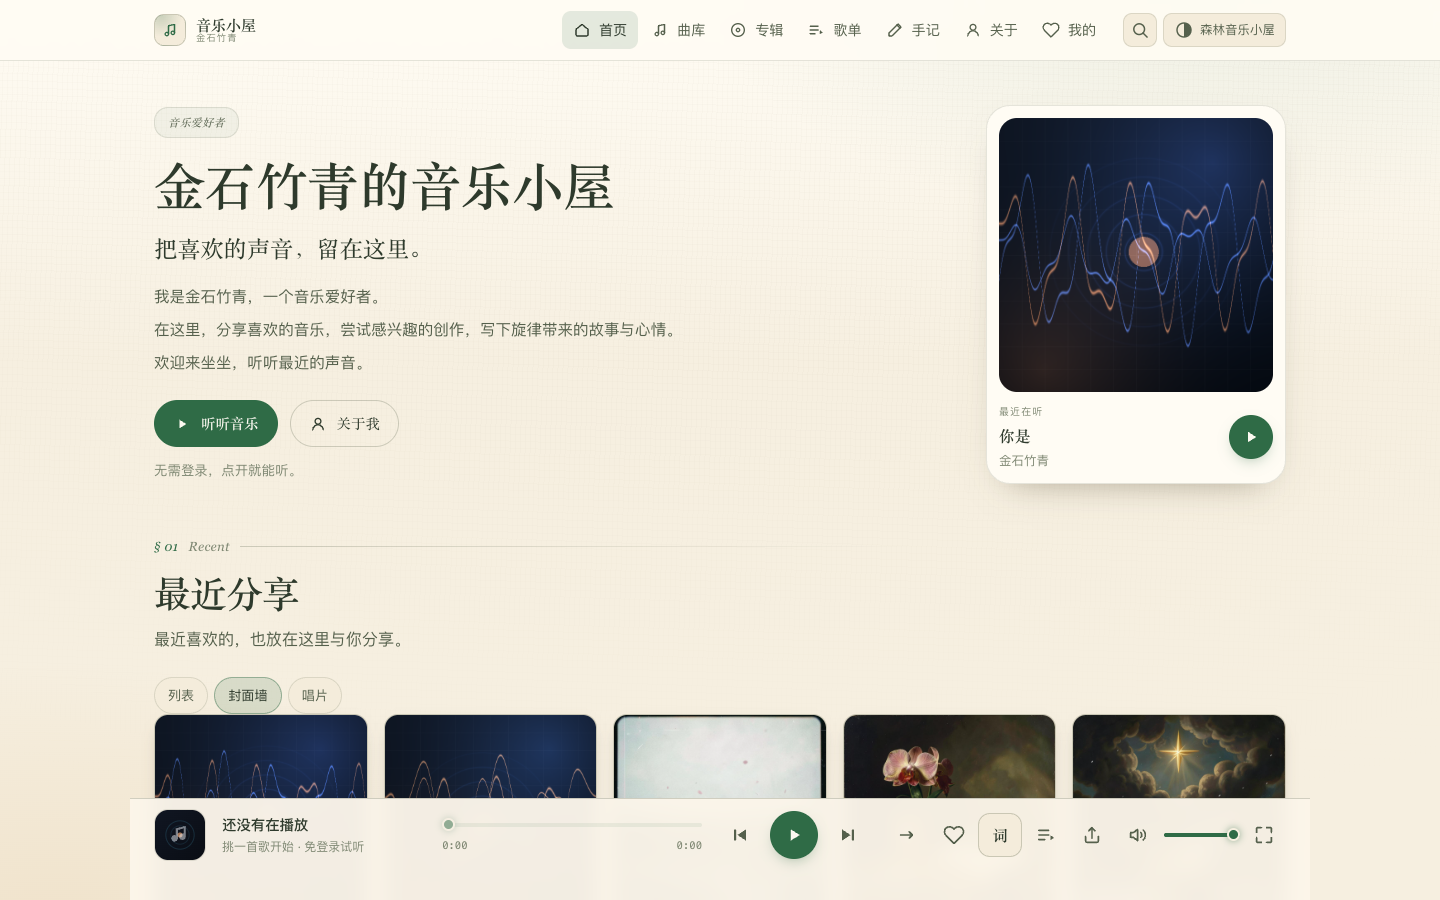 音乐小屋
金石竹青
首页
曲库
专辑
歌单
手记
关于
我的
森林音乐小屋
音乐爱好者
金石竹青的音乐小屋
把喜欢的声音，留在这里。
我是金石竹青，一个音乐爱好者。
在这里，分享喜欢的音乐，尝试感兴趣的创作，写下旋律带来的故事与心情。
欢迎来坐坐，听听最近的声音。
听听音乐
关于我
无需登录，点开就能听。
最近在听
你是
金石竹青
§ 01 Recent
最近分享
最近喜欢的，也放在这里与你分享。
列表
封面墙
唱片
还没有在播放
挑一首歌开始 · 免登录试听
0:00
0:00
词